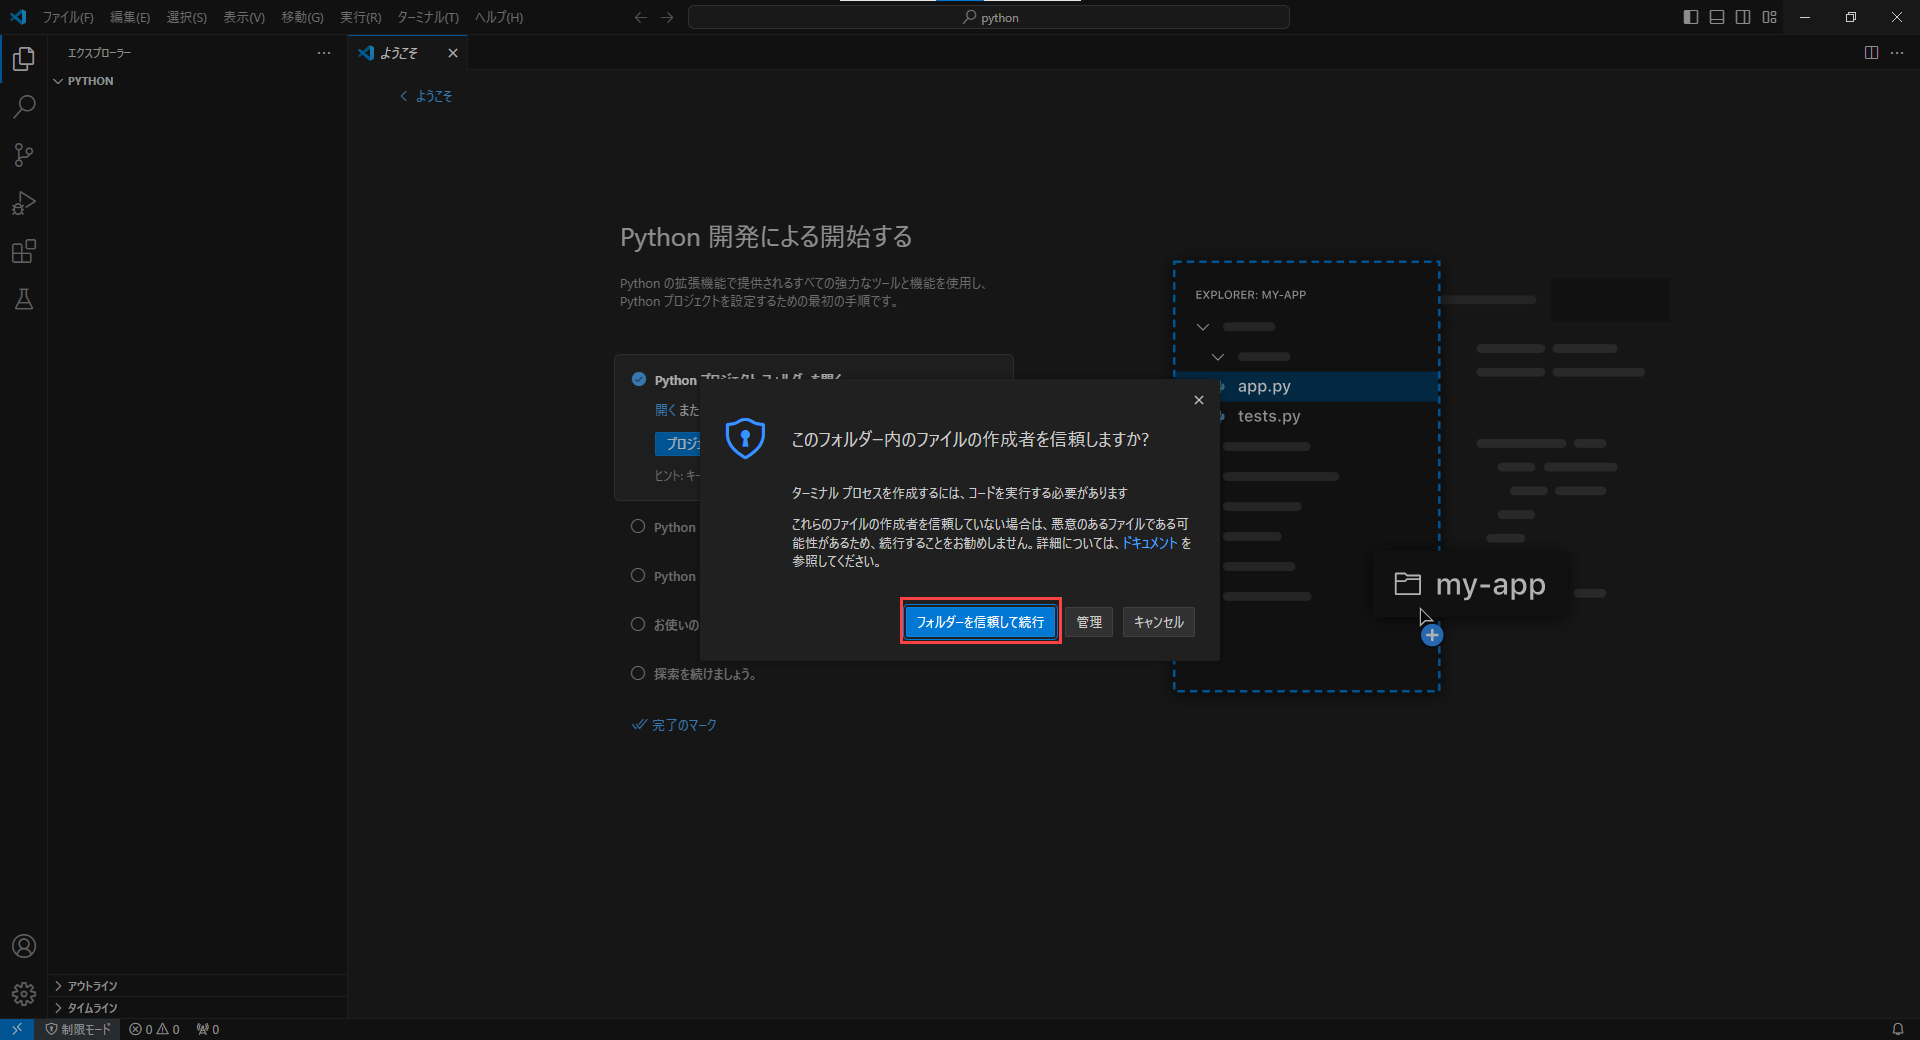 ファイル(F) 編集(E) 選択(S) 表示(V) 移動(G) 実行(R) ターミナル(T) ヘルプ(H)
python
エクスプローラー
ようこそ
PYTHON
ようこそ
Python 開発による開始する
Python の拡張機能で提供されるすべての強力なツールと機能を使用し、
Python プロジェクトを設定するための最初の手順です。
EXPLORER: MY-APP
Python プロジェクト フォルダーを開く
app.py
開く また
tests.py
このフォルダー内のファイルの作成者を信頼しますか?
ヒント: キー
ターミナル プロセスを作成するには、コードを実行する必要があります
これらのファイルの作成者を信頼していない場合は、悪意のあるファイルである可
能性があるため、続行することをお勧めしません。詳細については、ドキュメント を
参照してください。
Python
Python
my-app
フォルダーを信頼して続行 管理 キャンセル
お使いの
探索を続けましょう。
完了のマーク
アウトライン
タイムライン
制限モード 0 0 0